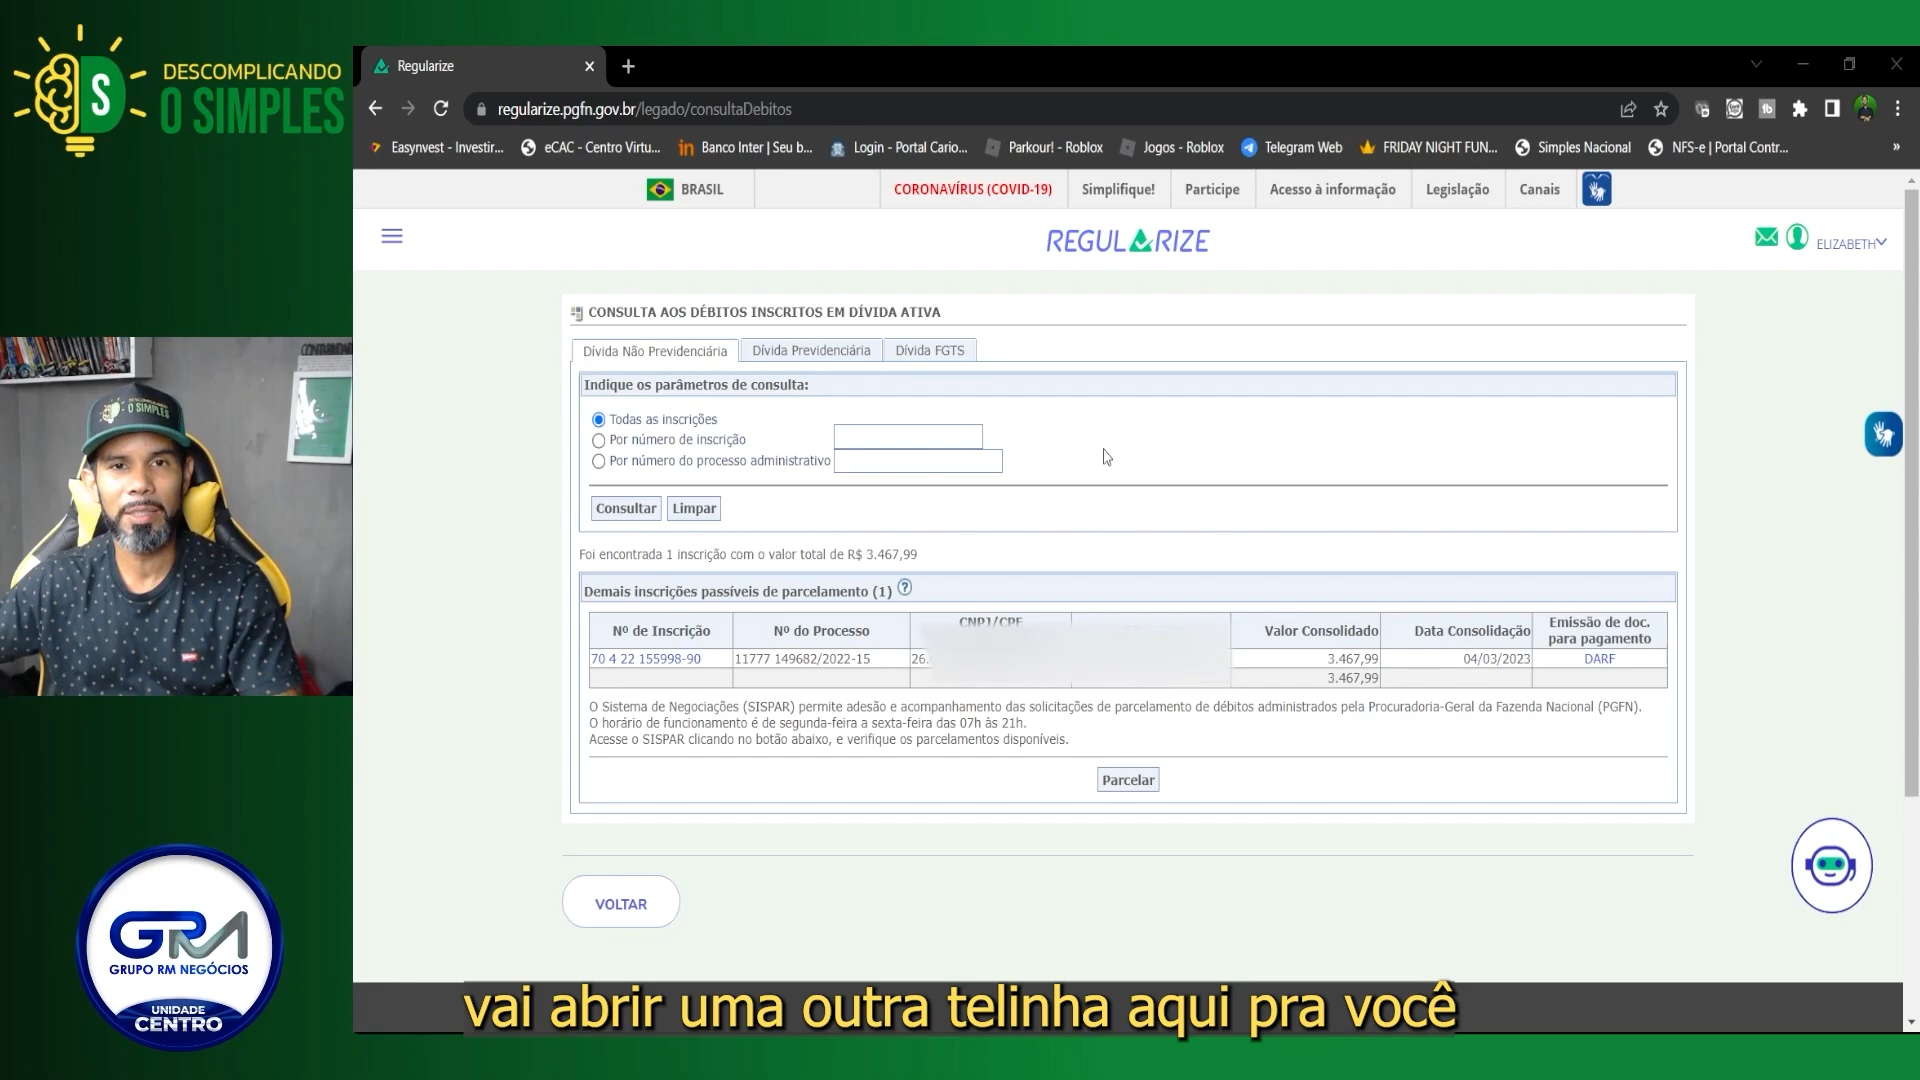 DESCOMPLICANDO
O SIMPLES
S
Regularize
regularize.pgfn.gov.br/legado/consultaDebitos
Easynvest - Investir...
eCAC - Centro Virtu...
Banco Inter | Seu b...
Login - Portal Cario...
Parkour! - Roblox
Jogos - Roblox
Telegram Web
FRIDAY NIGHT FUN...
Simples Nacional
NFS-e | Portal Contr...
»
BRASIL
CORONAVÍRUS (COVID-19)
Simplifique!
Participe
Acesso à informação
Legislação
Canais
REGULARIZE
ELIZABETH
CONSULTA AOS DÉBITOS INSCRITOS EM DÍVIDA ATIVA
Dívida Não Previdenciária
Dívida Previdenciária
Dívida FGTS
Indique os parâmetros de consulta:
Todas as inscrições
Por número de inscrição
Por número do processo administrativo
Consultar
Limpar
Foi encontrada 1 inscrição com o valor total de R$ 3.467,99
Demais inscrições passíveis de parcelamento (1) ?
Nº de Inscrição
Nº do Processo
CNPJ/CPF
Valor Consolidado
Data Consolidação
Emissão de doc. para pagamento
70 4 22 155998-90
11777 149682/2022-15
26.
3.467,99
04/03/2023
DARF
3.467,99
O Sistema de Negociações (SISPAR) permite adesão e acompanhamento das solicitações de parcelamento de débitos administrados pela Procuradoria-Geral da Fazenda Nacional (PGFN).
O horário de funcionamento é de segunda-feira a sexta-feira das 07h às 21h.
Acesse o SISPAR clicando no botão abaixo, e verifique os parcelamentos disponíveis.
Parcelar
VOLTAR
O SIMPLES
GRM
GRUPO RM NEGÓCIOS
UNIDADE
CENTRO
vai abrir uma outra telinha aqui pra você